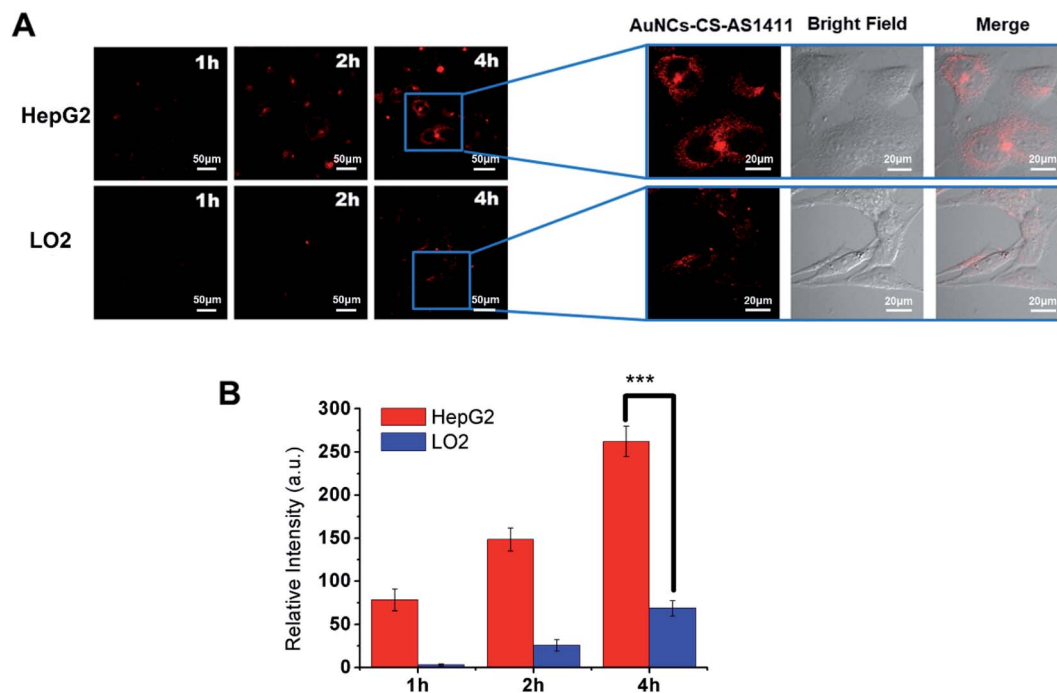 A
AuNCs-CS-AS1411 Bright Field Merge
HepG2
1h 2h 4h
50μm 50μm 50μm 20μm 20μm 20μm
LO2
1h 2h 4h
50μm 50μm 50μm 20μm 20μm 20μm
B
***
HepG2
LO2
Relative Intensity (a.u.)
300
250
200
150
100
50
0
1h 2h 4h